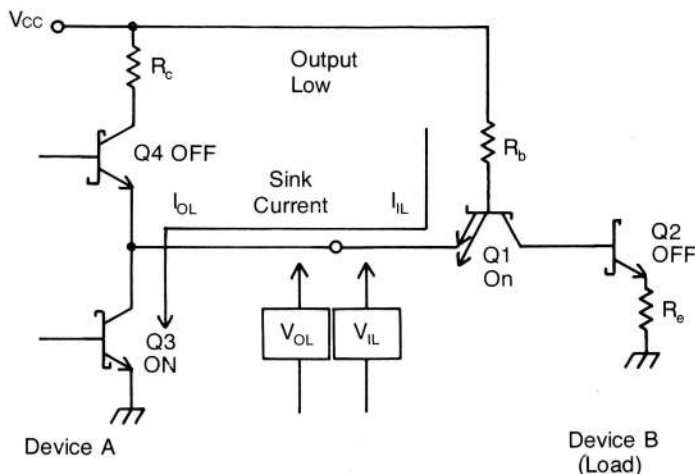 VCC
Rc
Output
Low
Rb
Q4 OFF
IOL
Sink
Current
IIL
Q1
On
Q2
OFF
Re
Q3
ON
VOL
VIL
Device A
Device B
(Load)